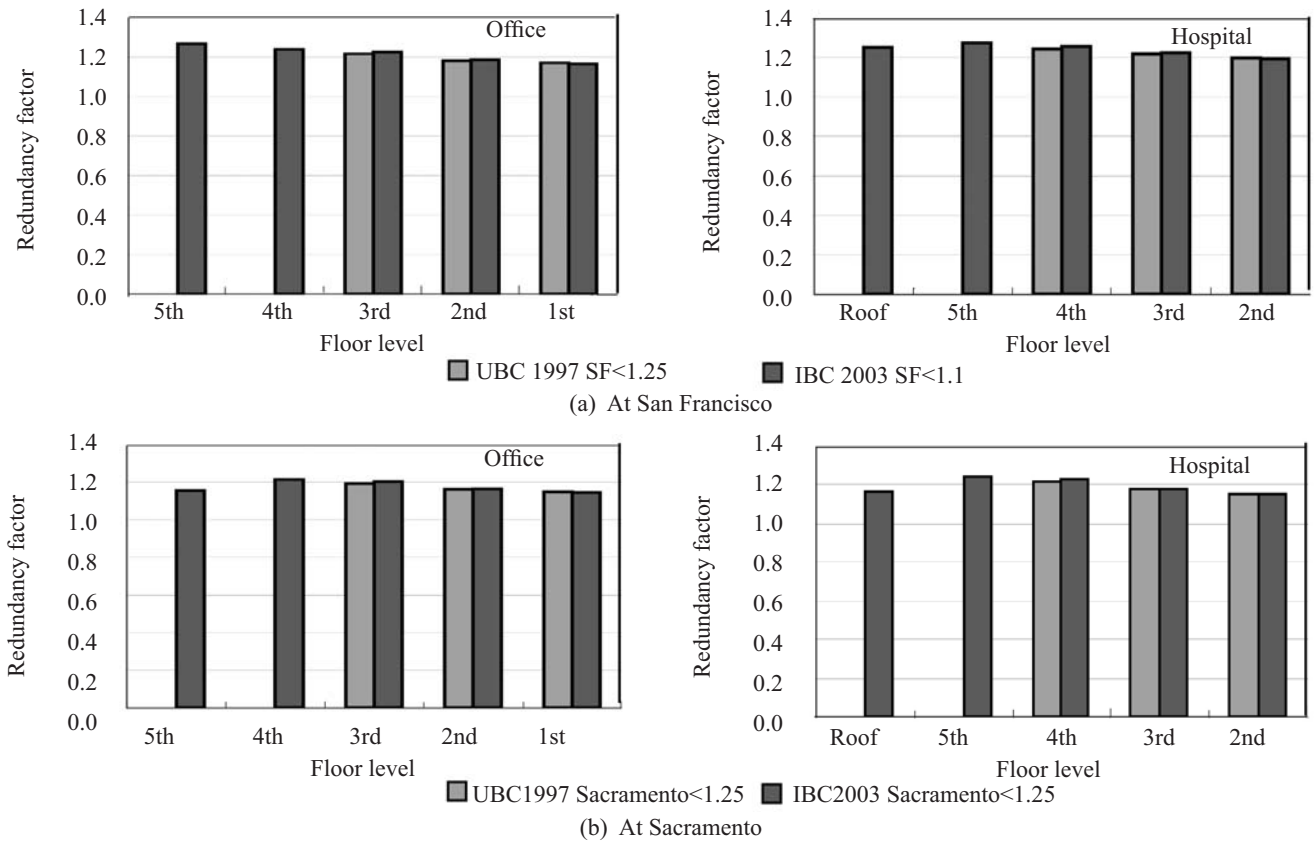 Office
Redundancy factor
1.4
1.2
1.0
0.8
0.6
0.4
0.2
0.0
5th 4th 3rd 2nd 1st
Floor level
Hospital
Redundancy factor
1.4
1.2
1.0
0.8
0.6
0.4
0.2
0.0
Roof 5th 4th 3rd 2nd
Floor level
UBC 1997 SF<1.25 IBC 2003 SF<1.1
(a) At San Francisco
Office
Redundancy factor
1.4
1.2
1.0
0.8
0.6
0.4
0.2
0.0
5th 4th 3rd 2nd 1st
Floor level
Hospital
Redundancy factor
1.4
1.2
1.0
0.8
0.6
0.4
0.2
0.0
Roof 5th 4th 3rd 2nd
Floor level
UBC1997 Sacramento<1.25 IBC2003 Sacramento<1.25
(b) At Sacramento